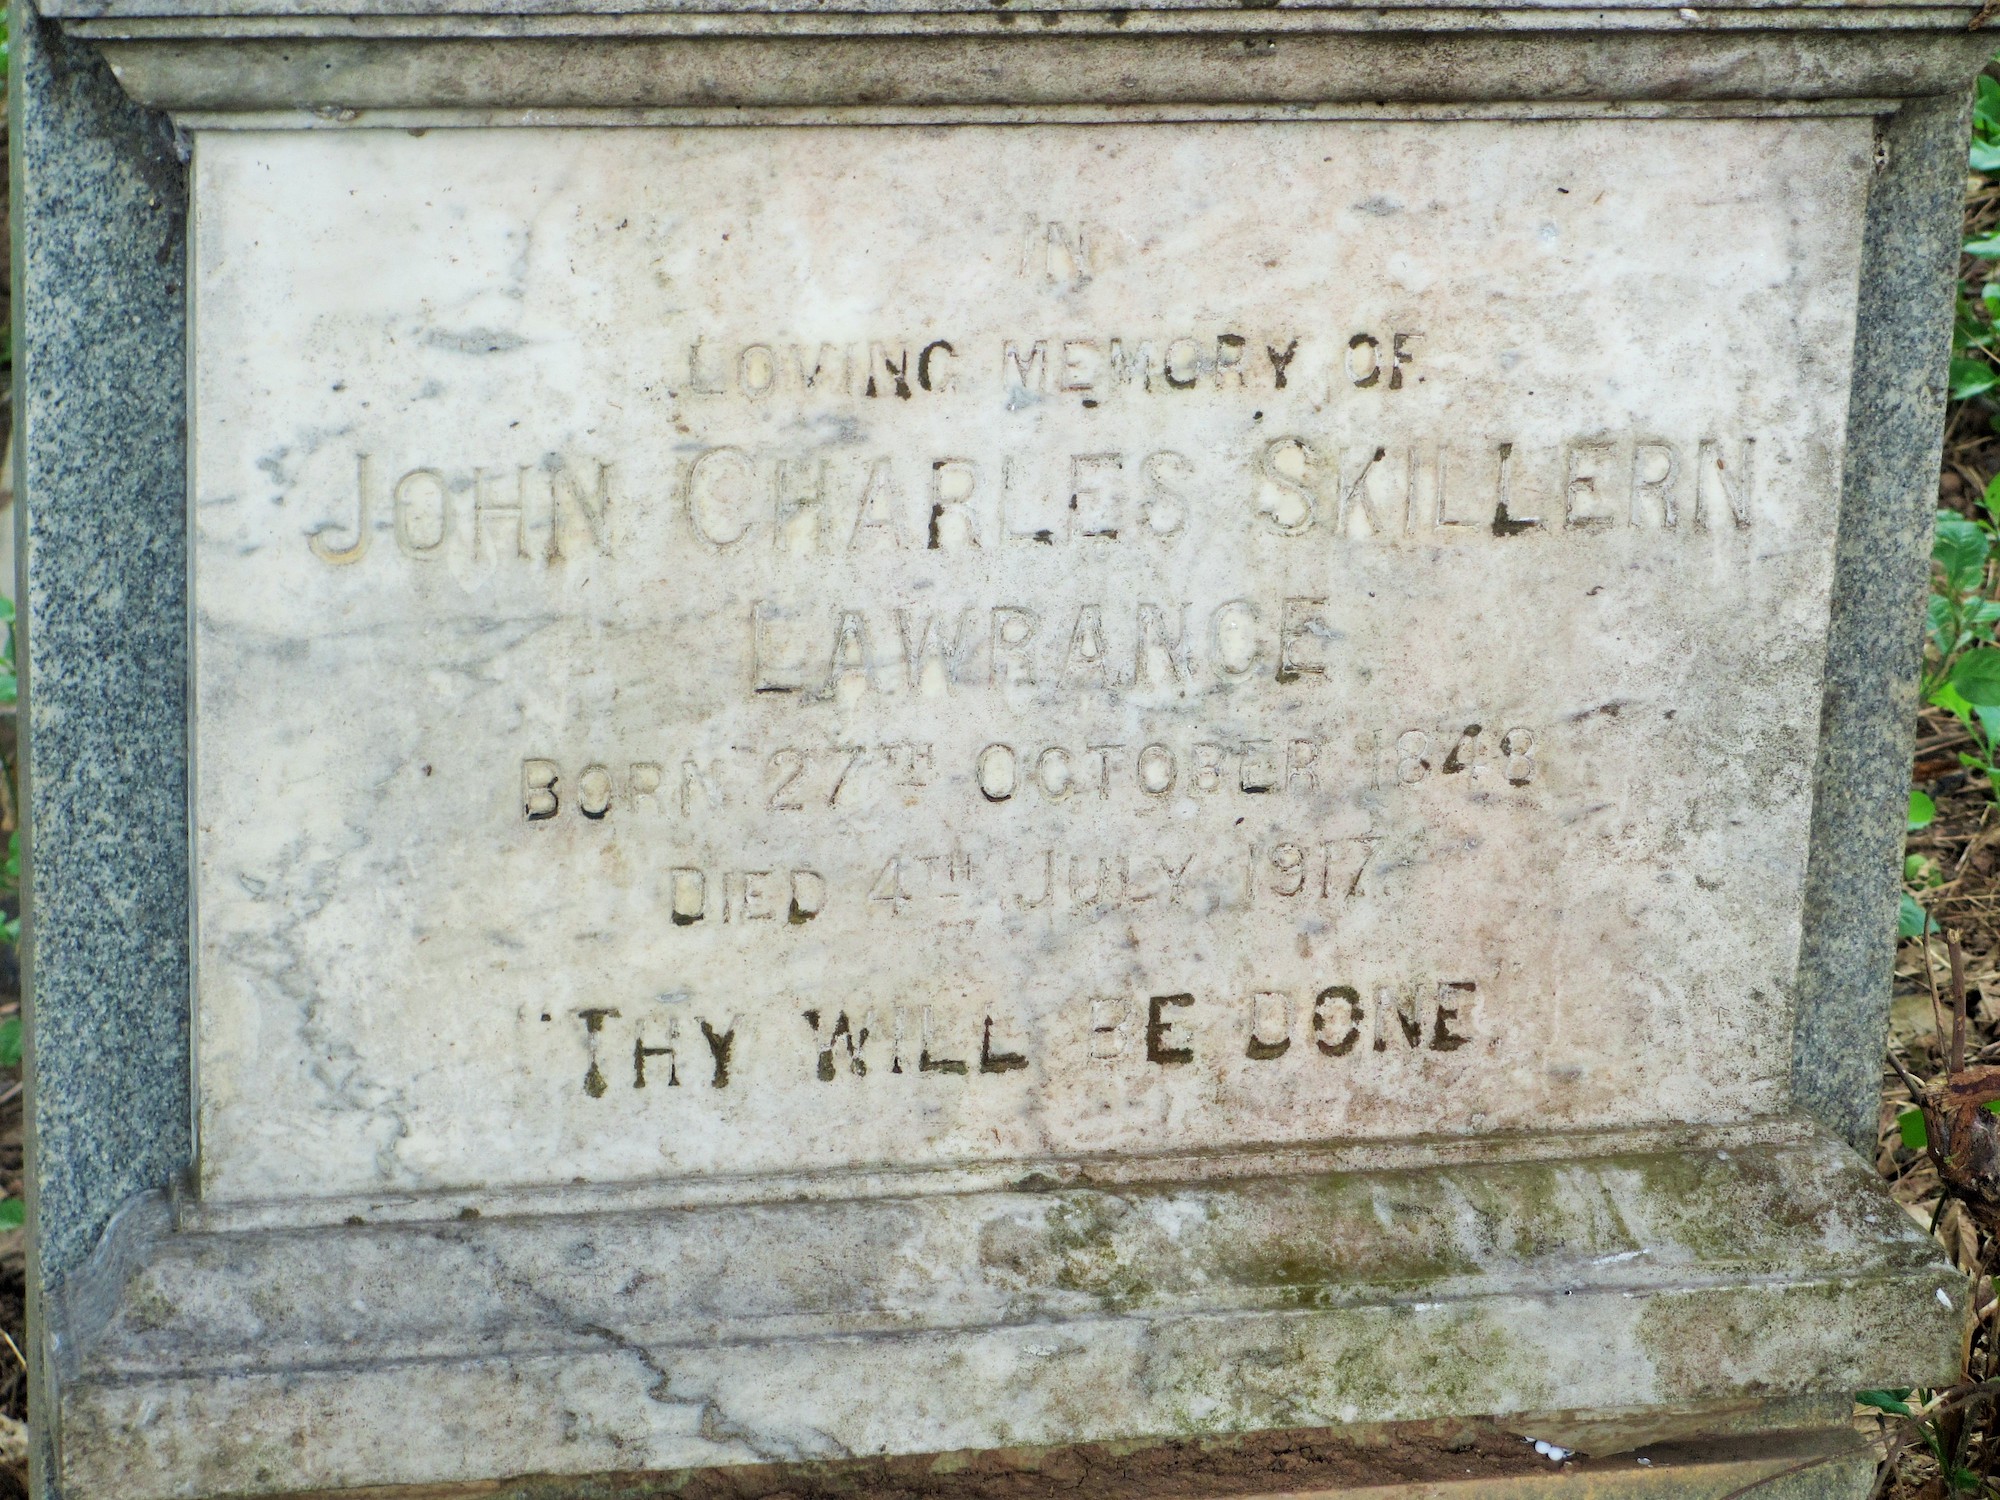 IN
LOVING MEMORY OF
JOHN CHARLES SKILLERN
LAWRANCE
BORN 27TH OCTOBER 1848
DIED 4TH JULY 1917.
"THY WILL BE DONE."